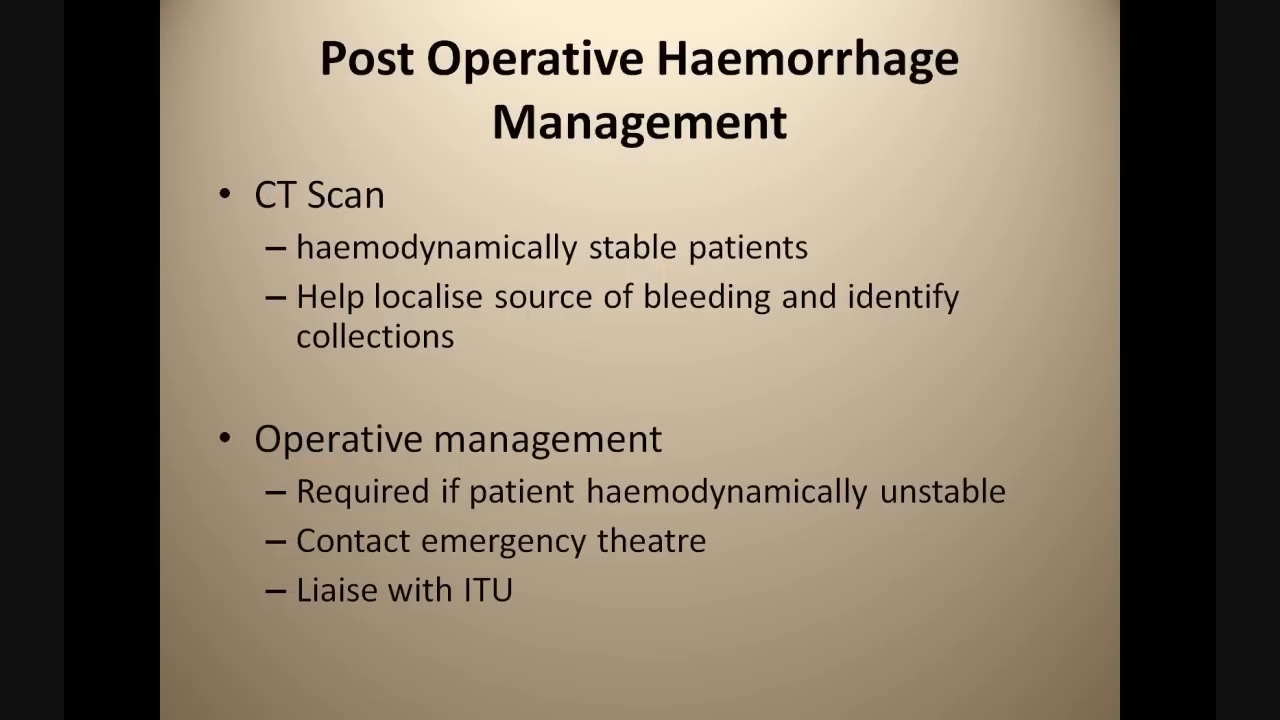 Post Operative Haemorrhage
Management
• CT Scan
– haemodynamically stable patients
– Help localise source of bleeding and identify
collections
• Operative management
– Required if patient haemodynamically unstable
– Contact emergency theatre
– Liaise with ITU